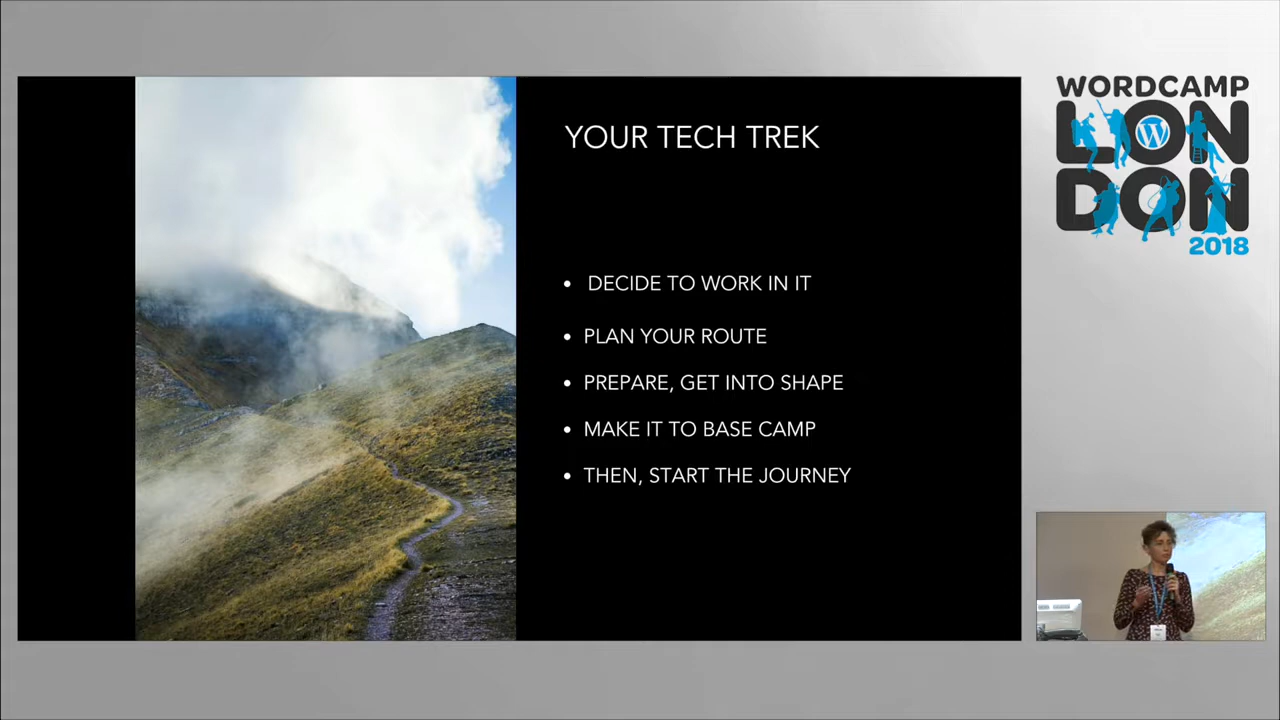 YOUR TECH TREK
• DECIDE TO WORK IN IT
• PLAN YOUR ROUTE
• PREPARE, GET INTO SHAPE
• MAKE IT TO BASE CAMP
• THEN, START THE JOURNEY
WORDCAMP
LON
DON
2018